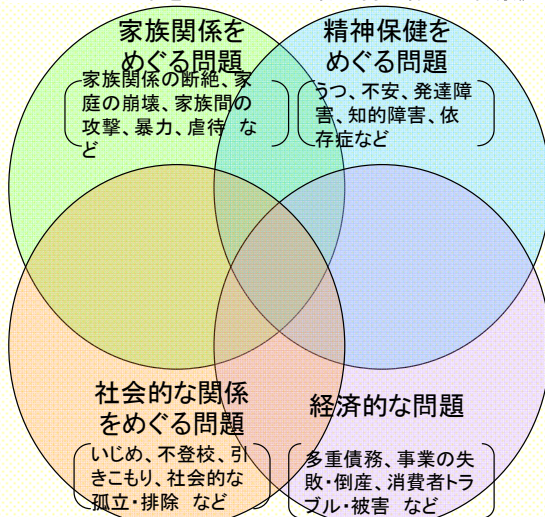 家族関係を
めぐる問題
家族関係の断絶、家
庭の崩壊、家族間の
攻撃、暴力、虐待 な
ど
精神保健を
めぐる問題
うつ、不安、発達障
害、知的障害、依
存症など
社会的な関係
をめぐる問題
いじめ、不登校、引
きこもり、社会的な
孤立・排除 など
経済的な問題
多重債務、事業の失
敗・倒産、消費者トラ
ブル・被害 など